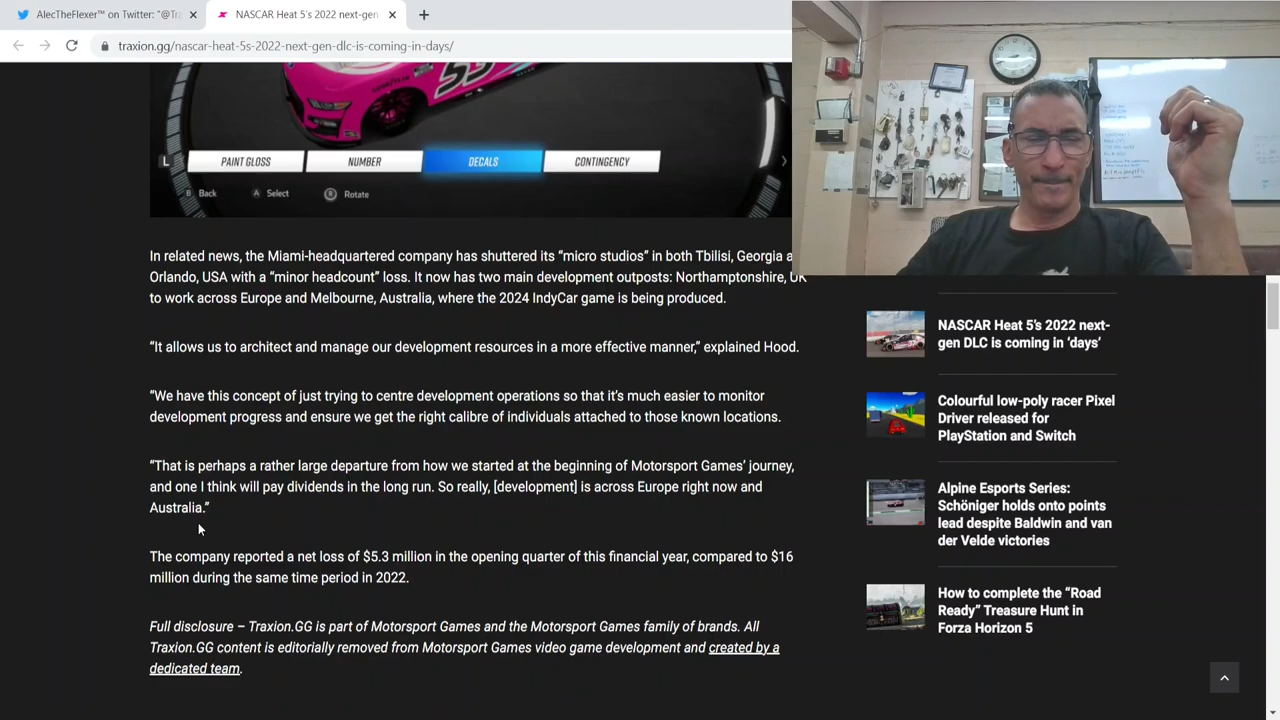 AlecTheFlexer™ on Twitter: "@Tra
NASCAR Heat 5's 2022 next-gen
traxion.gg/nascar-heat-5s-2022-next-gen-dlc-is-coming-in-days/
53
L
PAINT GLOSS
NUMBER
DECALS
CONTINGENCY
B Back
A Select
R Rotate
In related news, the Miami-headquartered company has shuttered its “micro studios” in both Tbilisi, Georgia a
Orlando, USA with a “minor headcount” loss. It now has two main development outposts: Northamptonshire, UK
to work across Europe and Melbourne, Australia, where the 2024 IndyCar game is being produced.
“It allows us to architect and manage our development resources in a more effective manner,” explained Hood.
“We have this concept of just trying to centre development operations so that it’s much easier to monitor
development progress and ensure we get the right calibre of individuals attached to those known locations.
“That is perhaps a rather large departure from how we started at the beginning of Motorsport Games’ journey,
and one I think will pay dividends in the long run. So really, [development] is across Europe right now and
Australia.”
The company reported a net loss of $5.3 million in the opening quarter of this financial year, compared to $16
million during the same time period in 2022.
Full disclosure – Traxion.GG is part of Motorsport Games and the Motorsport Games family of brands. All
Traxion.GG content is editorially removed from Motorsport Games video game development and created by a
dedicated team.
NASCAR Heat 5’s 2022 next-
gen DLC is coming in ‘days’
Colourful low-poly racer Pixel
Driver released for
PlayStation and Switch
Alpine Esports Series:
Schöniger holds onto points
lead despite Baldwin and van
der Velde victories
How to complete the “Road
Ready” Treasure Hunt in
Forza Horizon 5